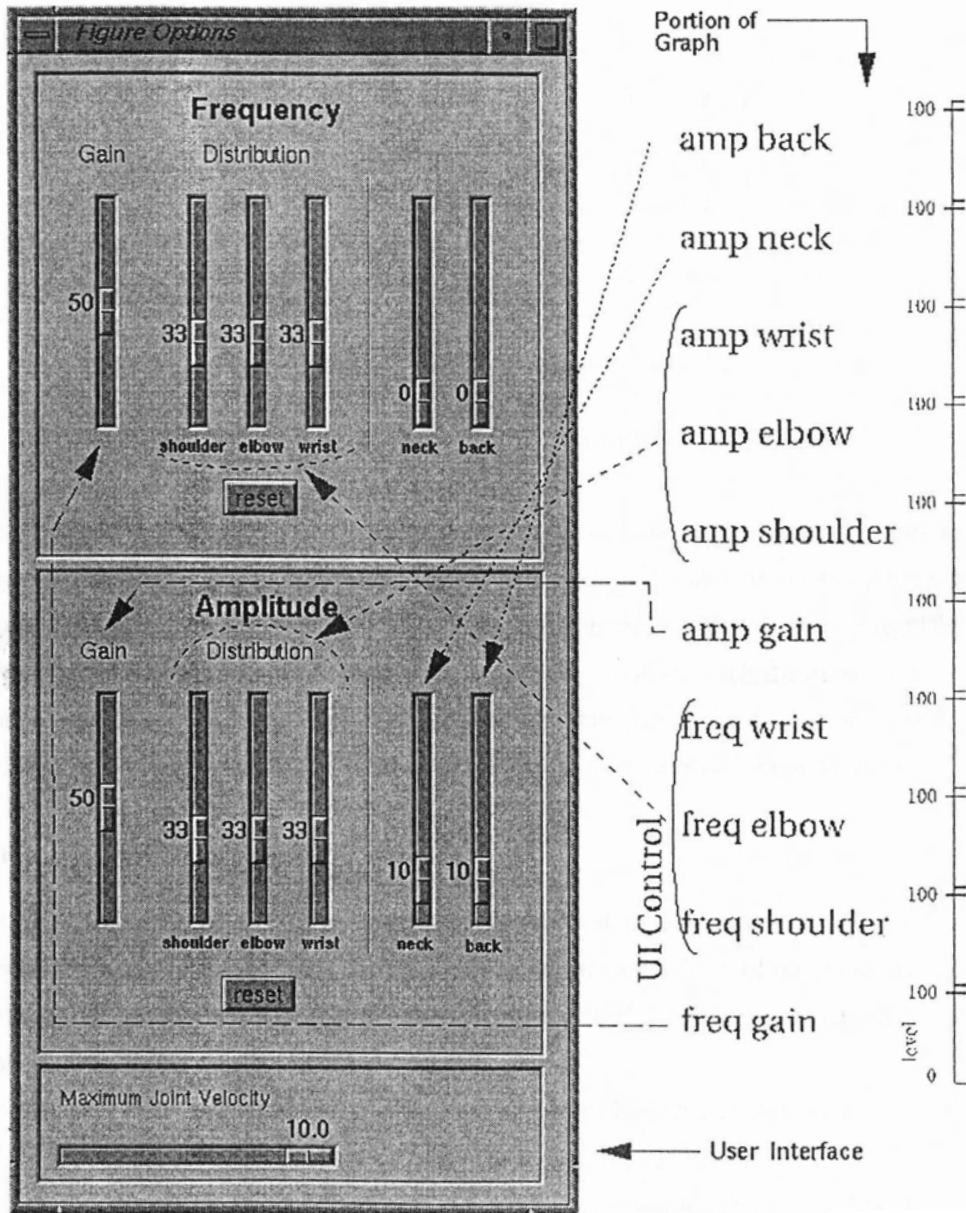 Figure Options
Frequency
Gain Distribution
50 33 33 33 0 0
shoulder elbow wrist neck back
reset
Amplitude
Gain Distribution
50 33 33 33 10 10
shoulder elbow wrist neck back
reset
Maximum Joint Velocity
10.0
Portion of
Graph
amp back
amp neck
amp wrist
amp elbow
amp shoulder
amp gain
freq wrist
freq elbow
freq shoulder
freq gain
UI Control
100
100
100
100
100
100
100
100
100
100
level
0
User Interface